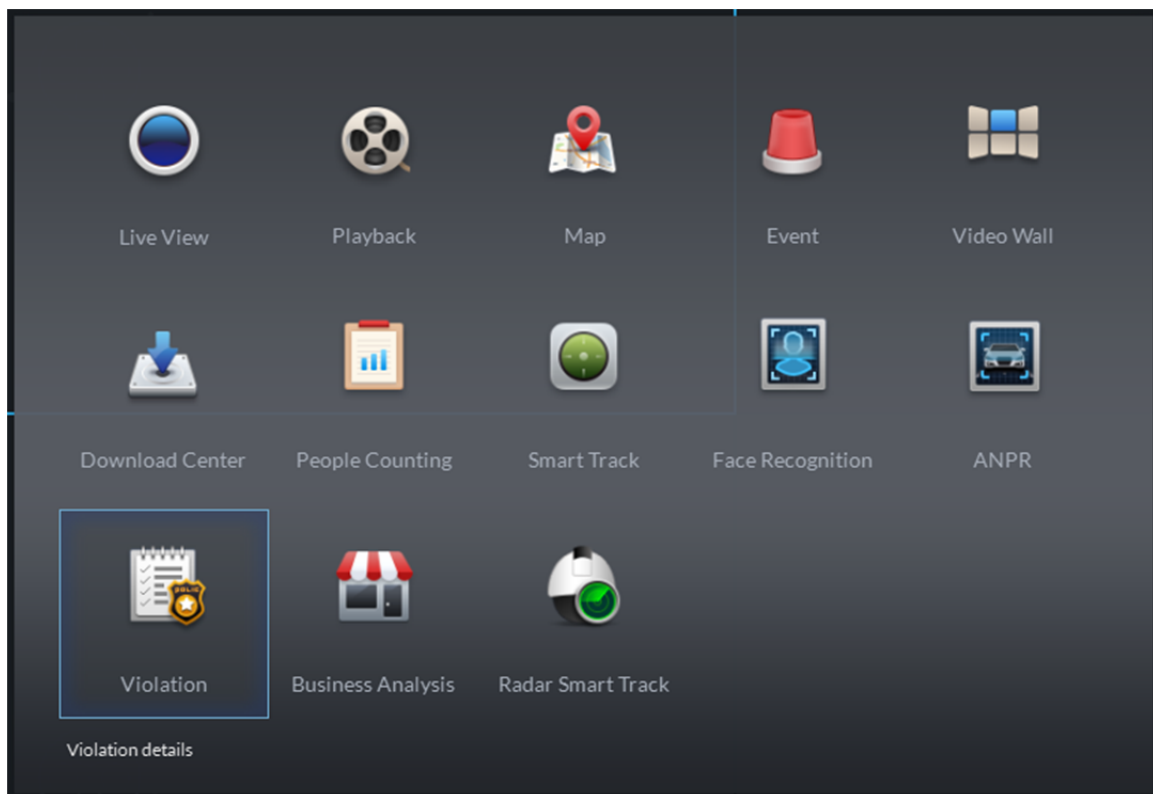 Live View
Playback
Map
Event
Video Wall
Download Center
People Counting
Smart Track
Face Recognition
ANPR
Violation
Business Analysis
Radar Smart Track
Violation details